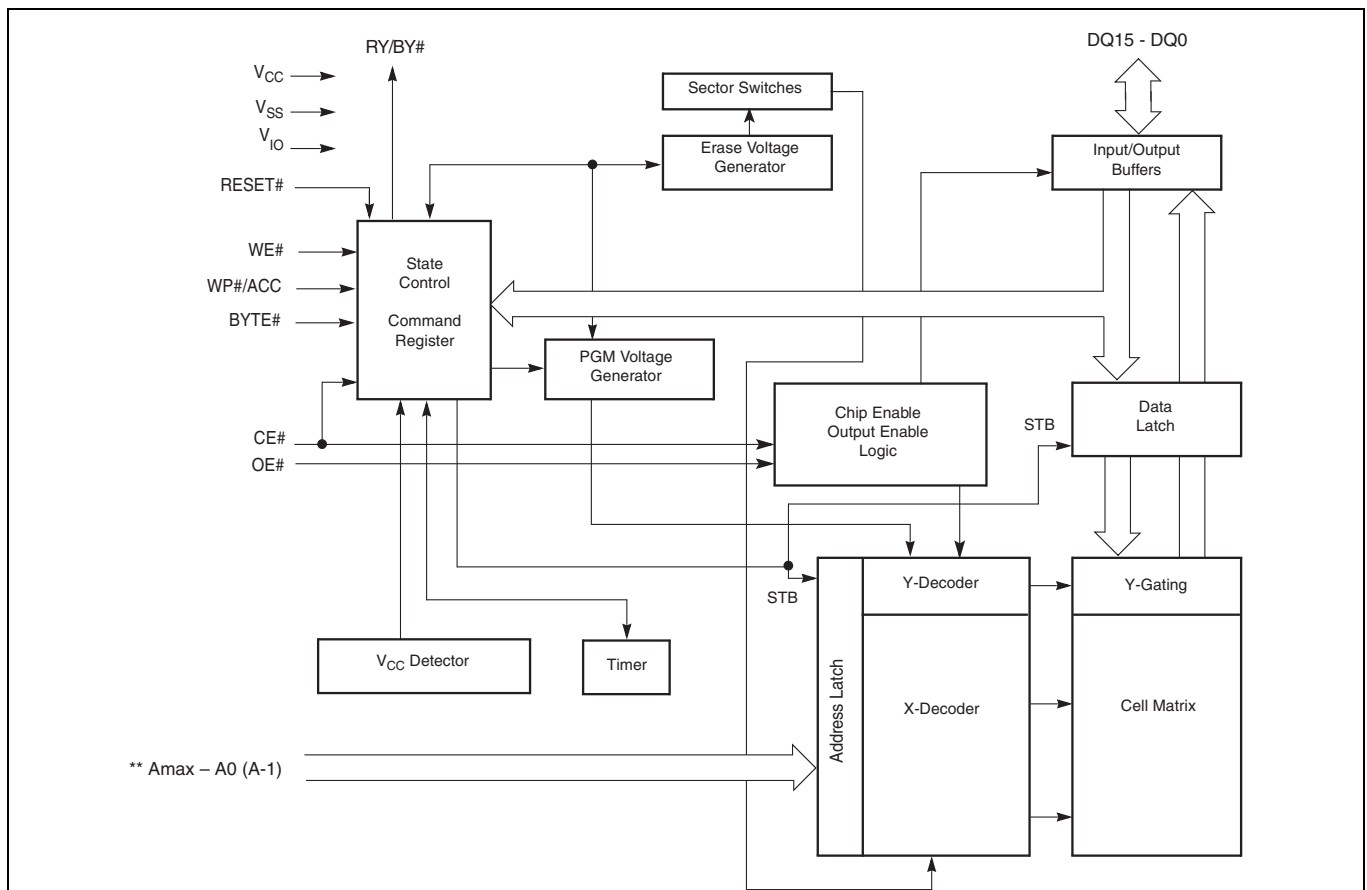 RY/BY#
DQ15 - DQ0
VCC
VSS
VIO
Sector Switches
Erase Voltage
Generator
Input/Output
Buffers
RESET#
WE#
WP#/ACC
BYTE#
State
Control
Command
Register
PGM Voltage
Generator
CE#
OE#
Chip Enable
Output Enable
Logic
STB
Data
Latch
STB
Y-Decoder
Y-Gating
VCC Detector
Timer
Address Latch
X-Decoder
Cell Matrix
** Amax – A0 (A-1)